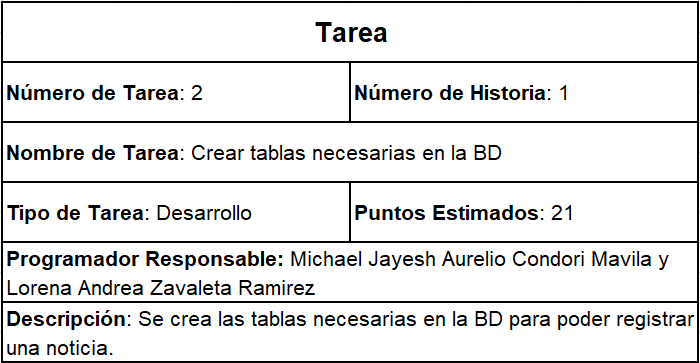 Tarea
Número de Tarea: 2
Número de Historia: 1
Nombre de Tarea: Crear tablas necesarias en la BD
Tipo de Tarea: Desarrollo
Puntos Estimados: 21
Programador Responsable: Michael Jayesh Aurelio Condori Mavila y
Lorena Andrea Zavaleta Ramirez
Descripción: Se crea las tablas necesarias en la BD para poder registrar
una noticia.